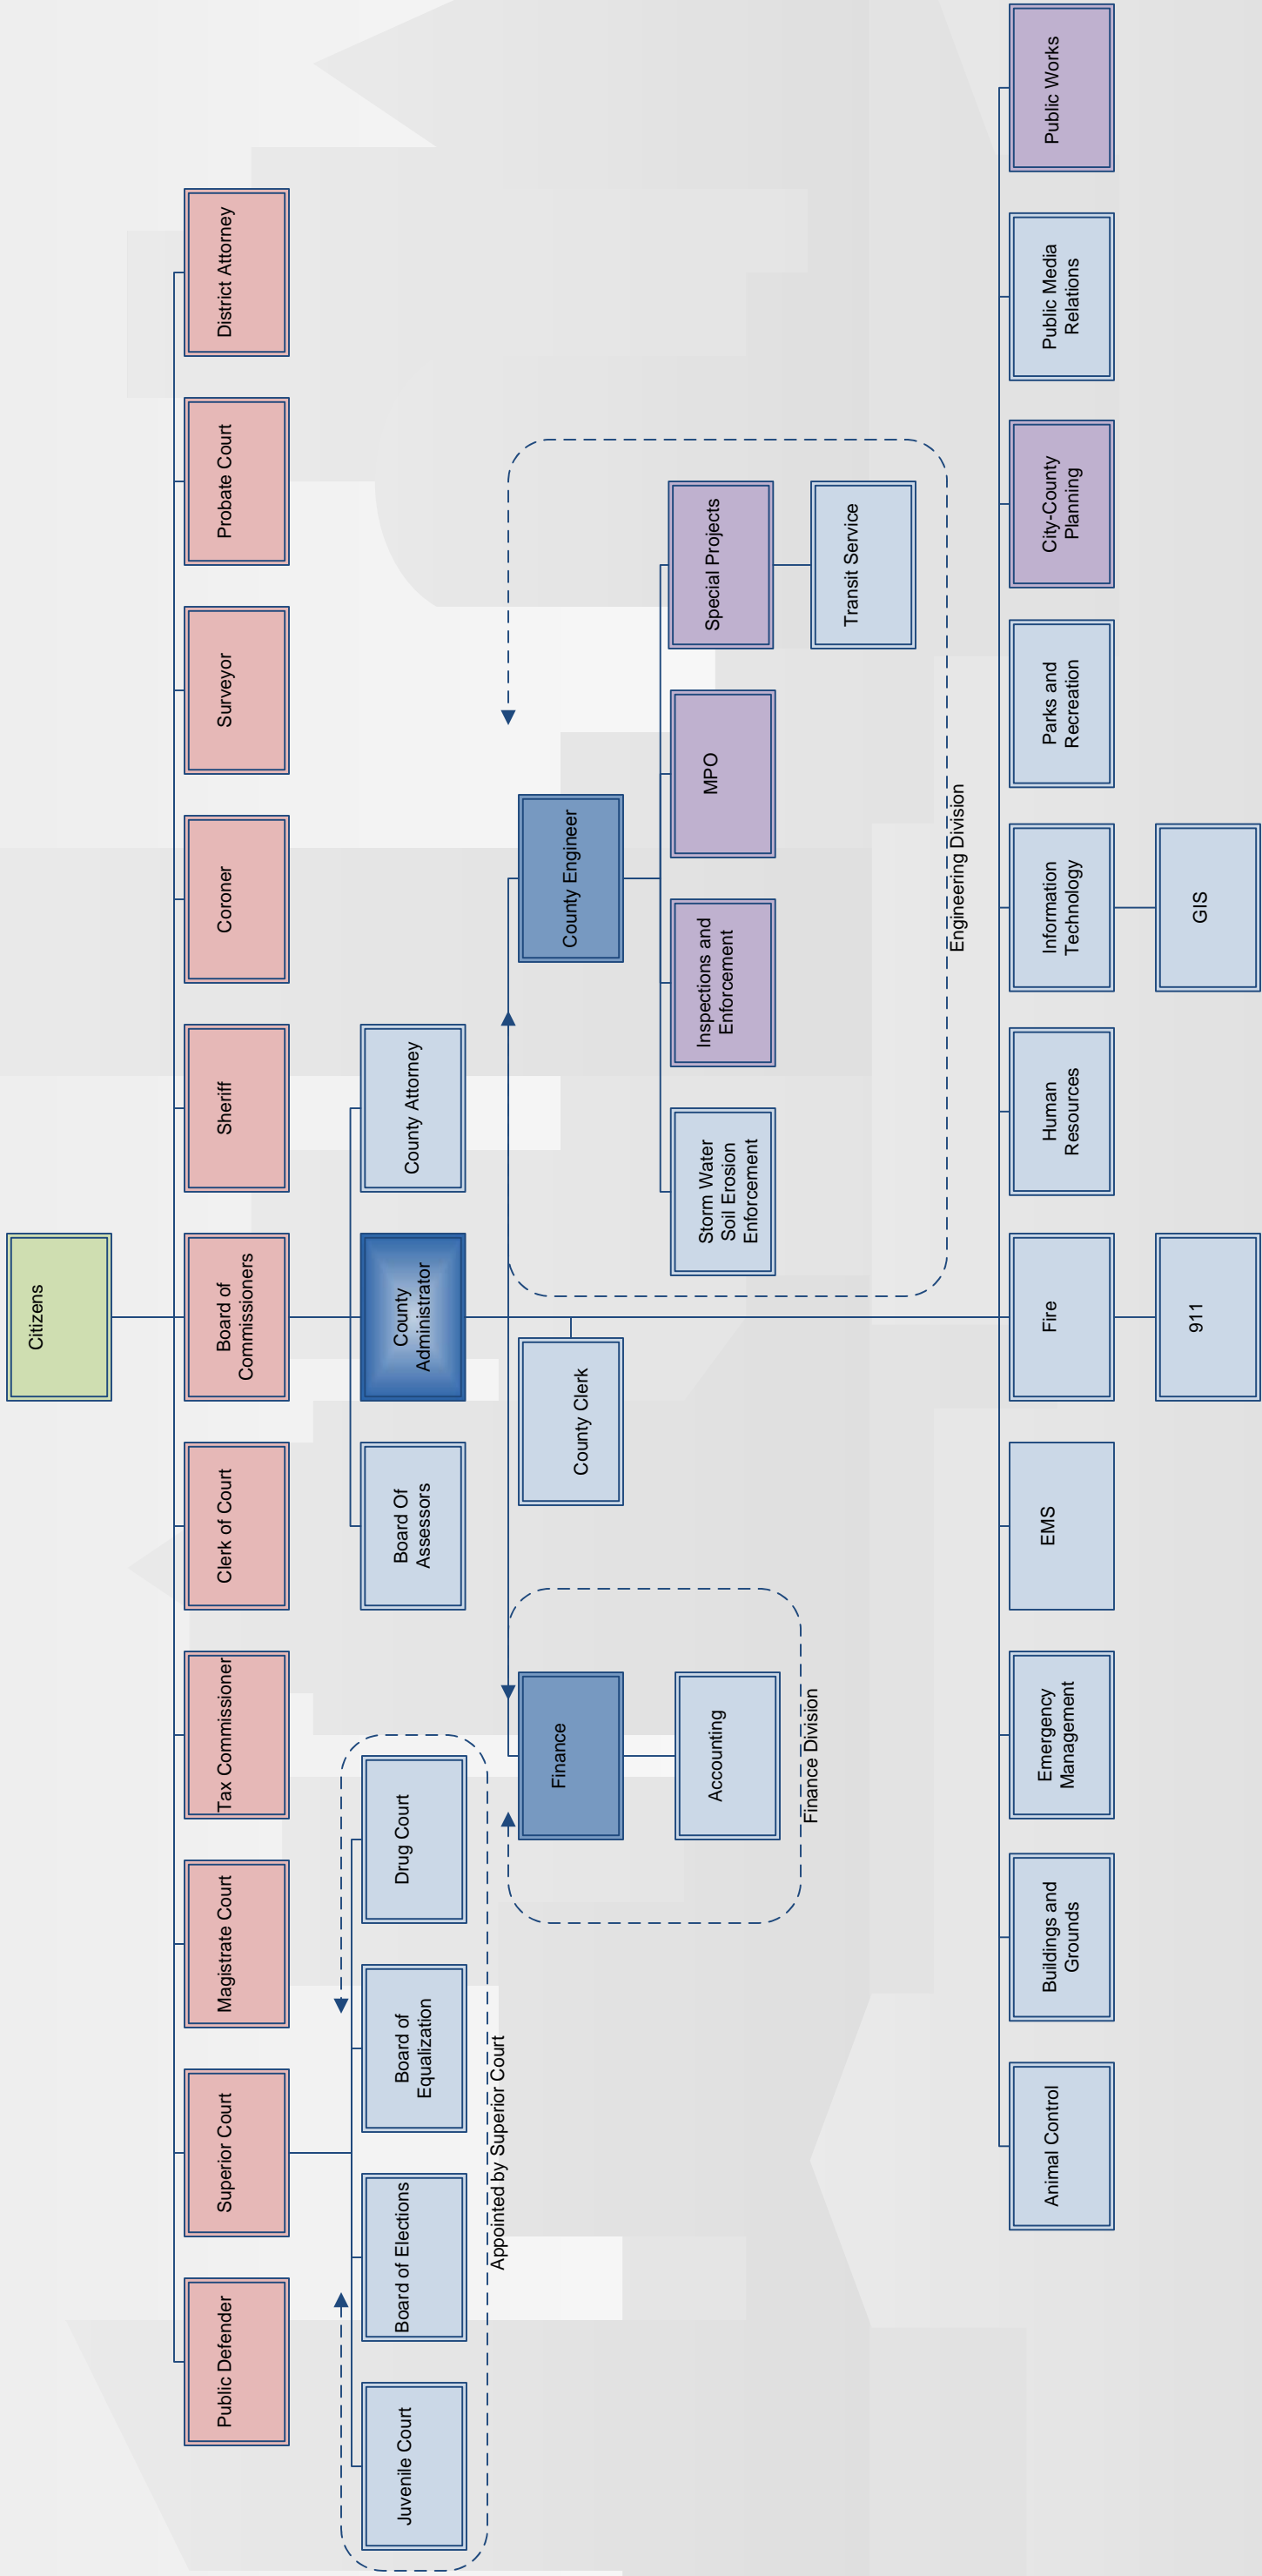 Citizens
Public Defender
Superior Court
Magistrate Court
Tax Commissioner
Clerk of Court
Board of
Commissioners
Sheriff
Coroner
Surveyor
Probate Court
District Attorney
Juvenile Court
Board of Elections
Board of
Equalization
Drug Court
Appointed by Superior Court
Board Of
Assessors
County
Administrator
County Attorney
Finance
Accounting
Finance Division
County Clerk
County Engineer
Storm Water
Soil Erosion
Enforcement
Inspections and
Enforcement
MPO
Special Projects
Transit Service
Engineering Division
Animal Control
Buildings and
Grounds
Emergency
Management
EMS
Fire
Human
Resources
Information
Technology
Parks and
Recreation
City-County
Planning
Public Media
Relations
Public Works
911
GIS